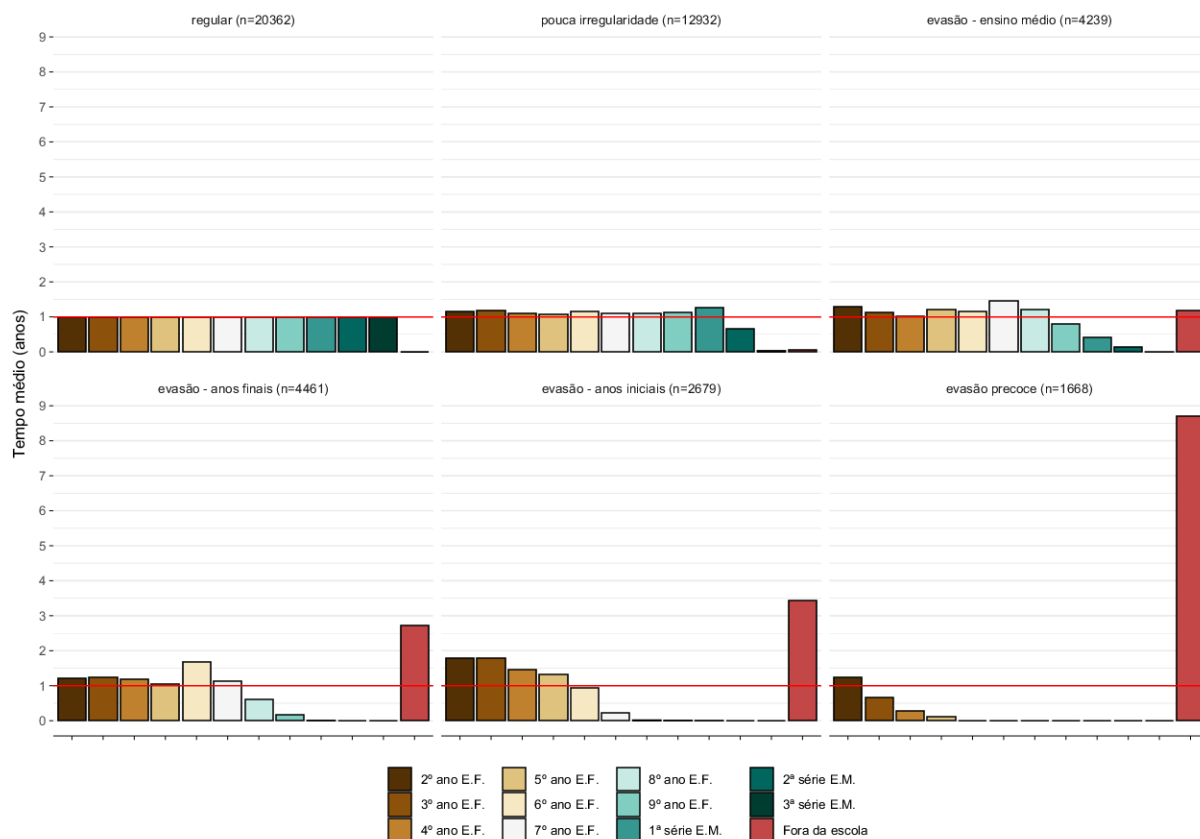 regular (n=20362)
pouca irregularidade (n=12932)
evasão - ensino médio (n=4239)
9
8
7
6
5
4
3
2
1
0
evasão - anos finais (n=4461)
evasão - anos iniciais (n=2679)
evasão precoce (n=1668)
9
8
7
6
5
4
3
2
1
0
Tempo médio (anos)
2º ano E.F.
5º ano E.F.
8º ano E.F.
2ª série E.M.
3º ano E.F.
6º ano E.F.
9º ano E.F.
3ª série E.M.
4º ano E.F.
7º ano E.F.
1ª série E.M.
Fora da escola